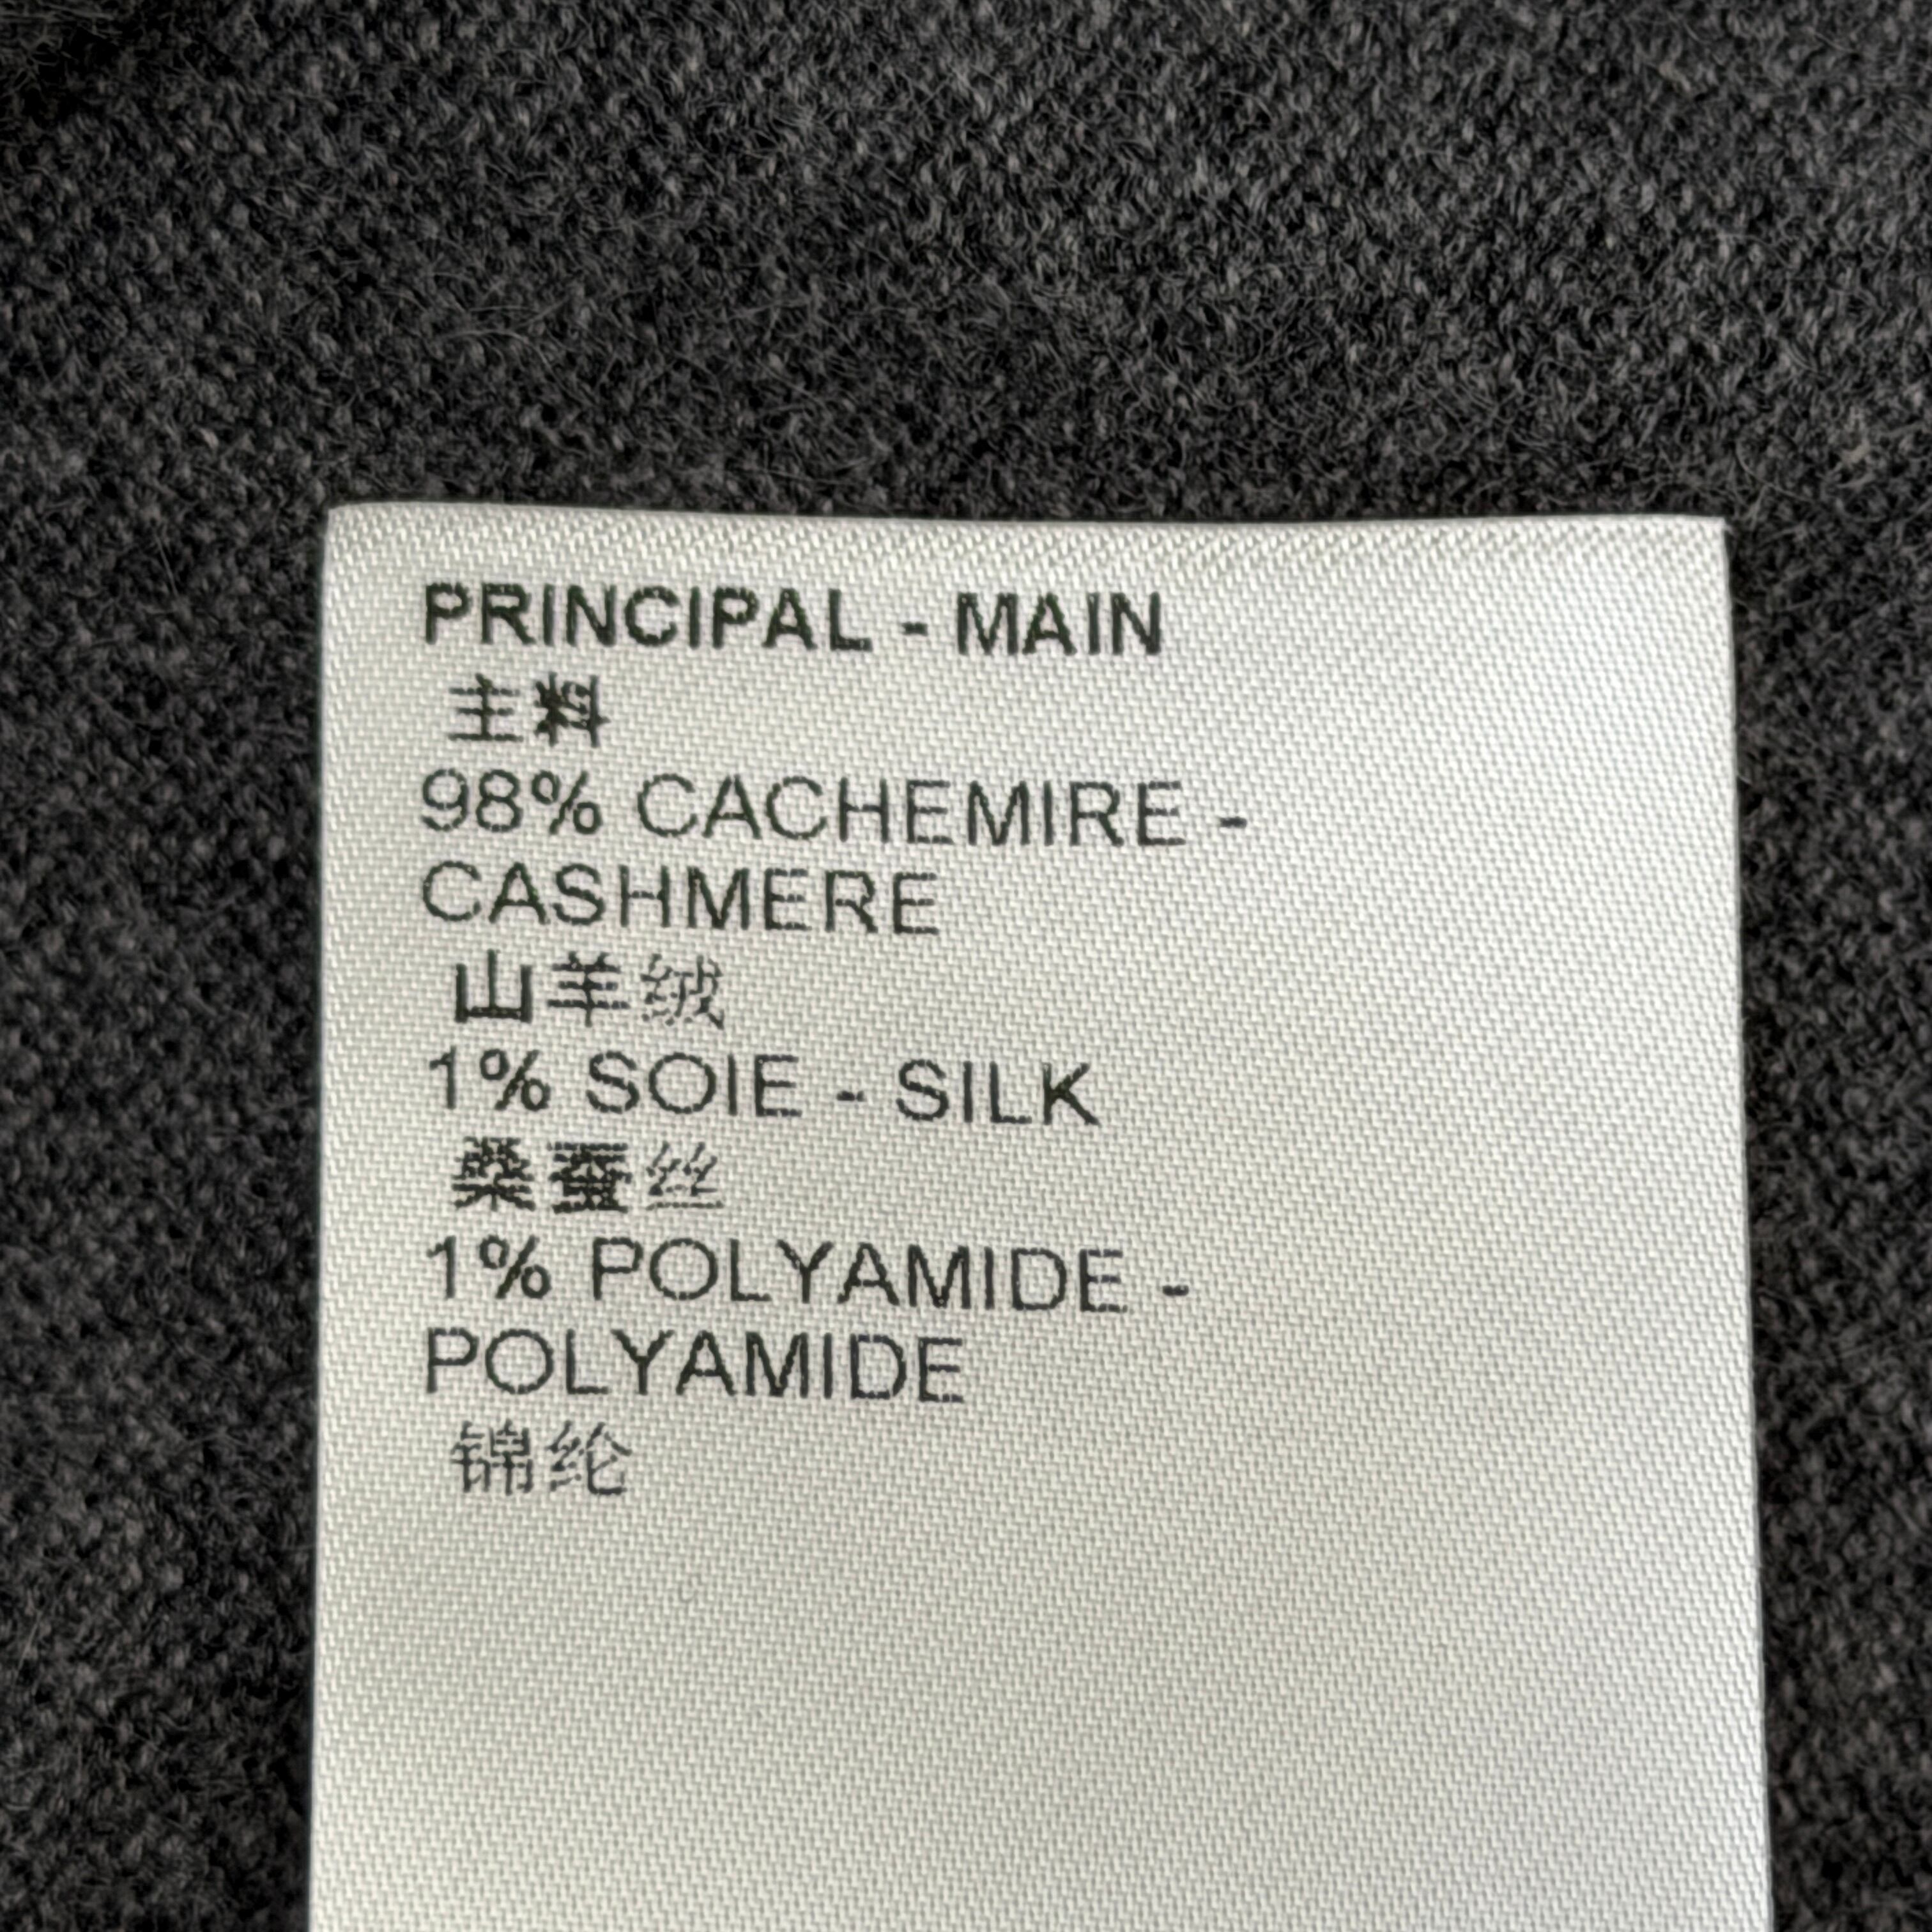 PRINCIPAL - MAIN
主料
98% CACHEMIRE -
CASHMERE
山羊绒
1% SOIE - SILK
桑蚕丝
1% POLYAMIDE -
POLYAMIDE
锦纶